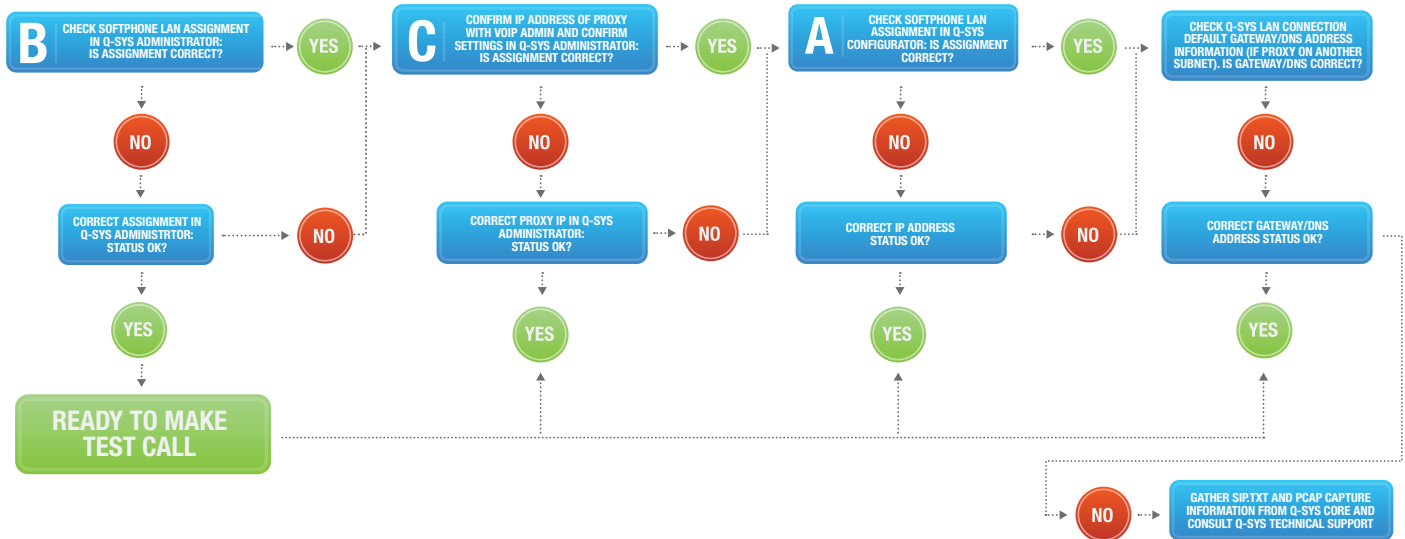 B
CHECK SOFTPHONE LAN ASSIGNMENT
IN Q-SYS ADMINISTRATOR:
IS ASSIGNMENT CORRECT?
YES
C
CONFIRM IP ADDRESS OF PROXY
WITH VOIP ADMIN AND CONFIRM
SETTINGS IN Q-SYS ADMINISTRATOR:
IS ASSIGNMENT CORRECT?
YES
A
CHECK SOFTPHONE LAN
ASSIGNMENT IN Q-SYS
CONFIGURATOR: IS ASSIGNMENT
CORRECT?
YES
CHECK Q-SYS LAN CONNECTION
DEFAULT GATEWAY/DNS ADDRESS
INFORMATION (IF PROXY ON ANOTHER
SUBNET). IS GATEWAY/DNS CORRECT?
NO
NO
NO
NO
CORRECT ASSIGNMENT IN
Q-SYS ADMINISTRTOR:
STATUS OK?
NO
CORRECT PROXY IP IN Q-SYS
ADMINISTRATOR:
STATUS OK?
NO
CORRECT IP ADDRESS
STATUS OK?
NO
CORRECT GATEWAY/DNS
ADDRESS STATUS OK?
YES
YES
YES
YES
READY TO MAKE
TEST CALL
NO
GATHER SIP.TXT AND PCAP CAPTURE
INFORMATION FROM Q-SYS CORE AND
CONSULT Q-SYS TECHNICAL SUPPORT